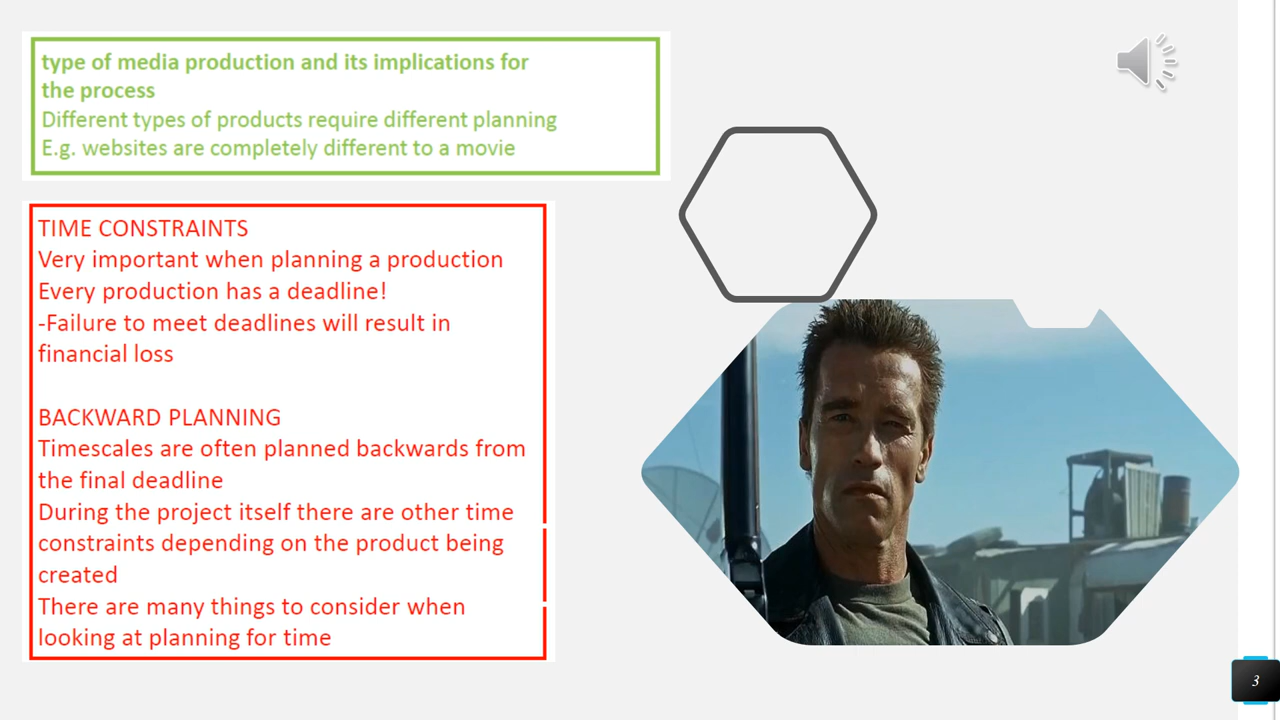 type of media production and its implications for
the process
Different types of products require different planning
E.g. websites are completely different to a movie
TIME CONSTRAINTS
Very important when planning a production
Every production has a deadline!
-Failure to meet deadlines will result in
financial loss
BACKWARD PLANNING
Timescales are often planned backwards from
the final deadline
During the project itself there are other time
constraints depending on the product being
created
There are many things to consider when
looking at planning for time
3